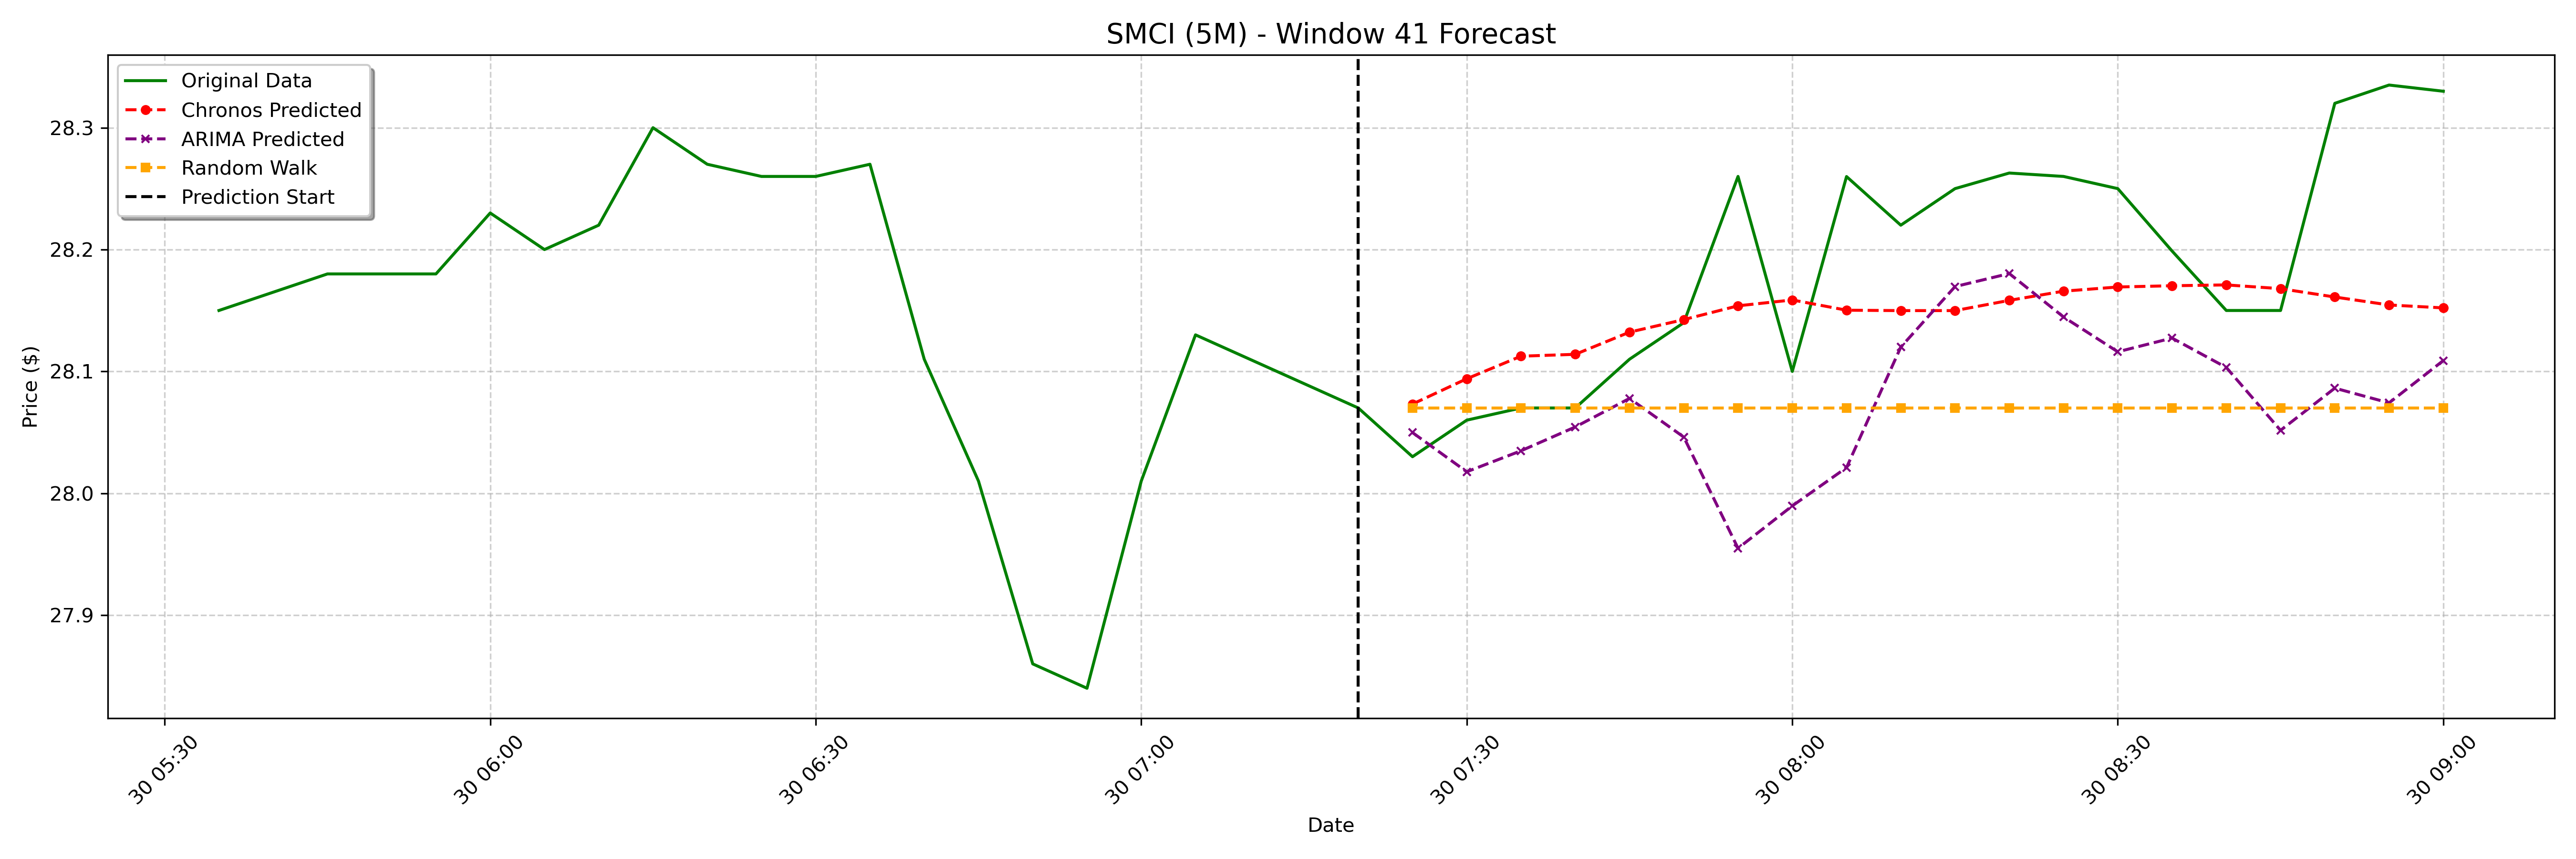 SMCI (5M) - Window 41 Forecast
Original Data
Chronos Predicted
ARIMA Predicted
Random Walk
Prediction Start
Price ($)
28.3
28.2
28.1
28.0
27.9
30 05:30
30 06:00
30 06:30
30 07:00
30 07:30
30 08:00
30 08:30
30 09:00
Date